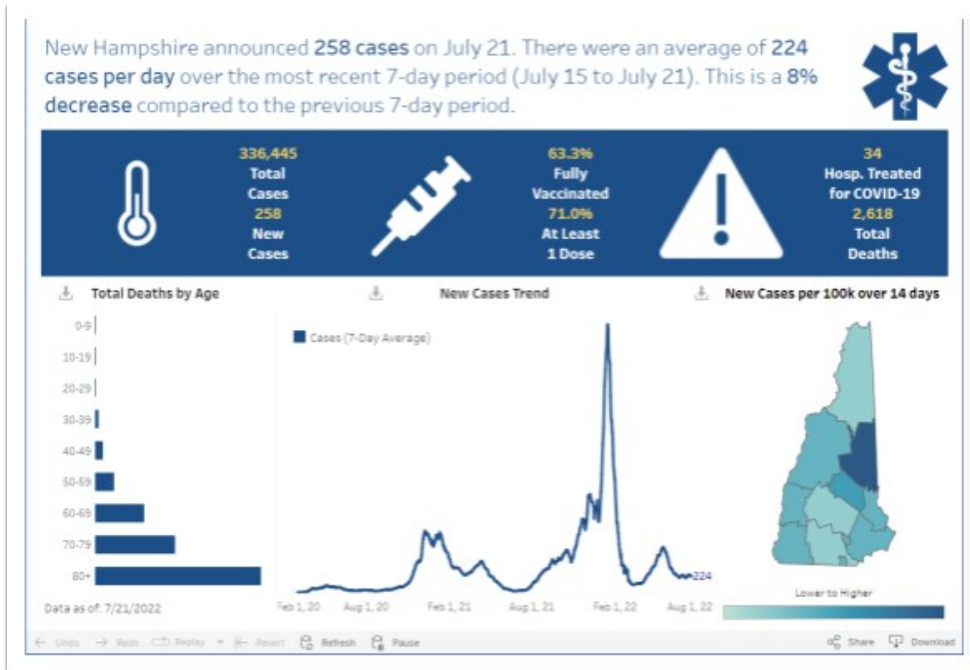 New Hampshire announced 258 cases on July 21. There were an average of 224
cases per day over the most recent 7-day period (July 15 to July 21). This is a 8%
decrease compared to the previous 7-day period.
336,445
Total
Cases
258
New
Cases
63.3%
Fully
Vaccinated
71.0%
At Least
1 Dose
34
Hosp. Treated
for COVID-19
2,618
Total
Deaths
Total Deaths by Age
New Cases Trend
New Cases per 100k over 14 days
0-9
10-19
20-29
30-39
40-49
50-59
60-69
70-79
80+
Cases (7-Day Average)
224
Feb 1, 20
Aug 1, 20
Feb 1, 21
Aug 1, 21
Feb 1, 22
Aug 1, 22
Lower to Higher
Data as of: 7/21/2022
Undo
Redo
Replay
Revert
Refresh
Pause
Share
Download